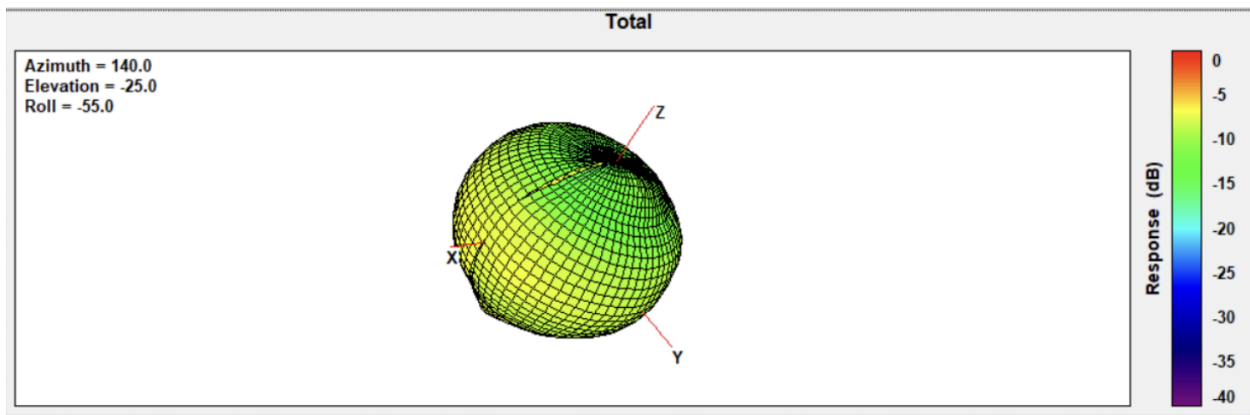 Total
Azimuth = 140.0
Elevation = -25.0
Roll = -55.0
Z
X
Y
Response (dB)
0
-5
-10
-15
-20
-25
-30
-35
-40